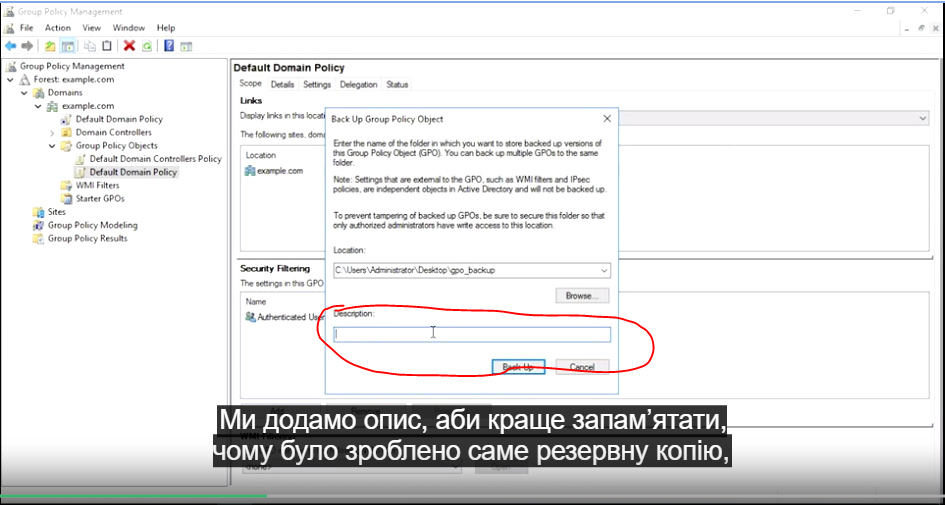 Group Policy Management
File Action View Window Help
Group Policy Management
Forest: example.com
Domains
example.com
Default Domain Policy
Domain Controllers
Group Policy Objects
Default Domain Controllers Policy
Default Domain Policy
WMI Filters
Starter GPOs
Sites
Group Policy Modeling
Group Policy Results
Default Domain Policy
Scope Details Settings Delegation Status
Links
Display links in this locati
The following sites, doma
Location
example.com
Security Filtering
The settings in this GPO
Name
Authenticated User
Back Up Group Policy Object
Enter the name of the folder in which you want to store backed up versions of
this Group Policy Object (GPO). You can back up multiple GPOs to the same
folder.
Note: Settings that are external to the GPO, such as WMI filters and IPsec
policies, are independent objects in Active Directory and will not be backed up.
To prevent tampering of backed up GPOs, be sure to secure this folder so that
only authorized administrators have write access to this location.
Location:
C:\Users\Administrator\Desktop\gpo_backup
Browse...
Description:
Back Up Cancel
Ми додамо опис, аби краще запам’ятати,
чому було зроблено саме резервну копію,
<none>
Open